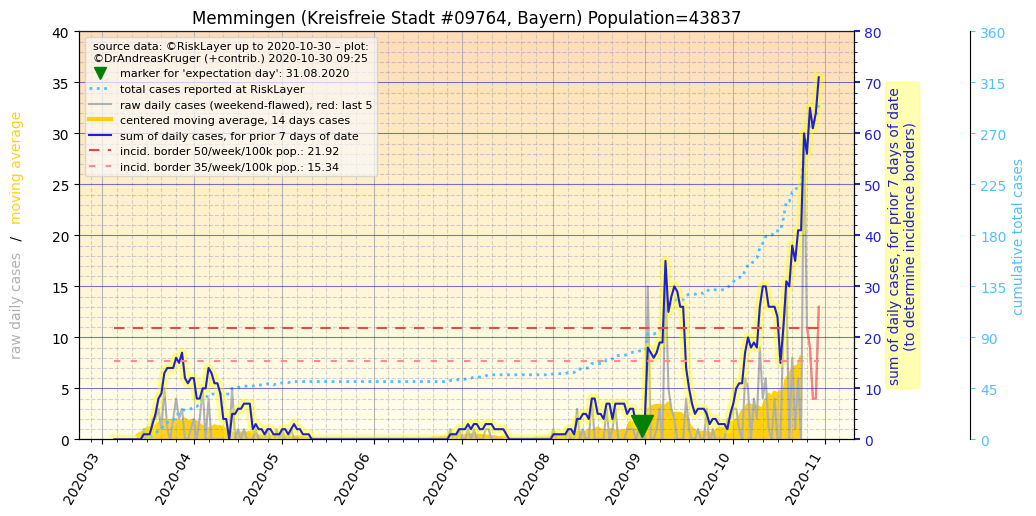 Memmingen (Kreisfreie Stadt #09764, Bayern) Population=43837
source data: ©RiskLayer up to 2020-10-30 – plot:
©DrAndreasKruger (+contrib.) 2020-10-30 09:25
marker for 'expectation day': 31.08.2020
total cases reported at RiskLayer
raw daily cases (weekend-flawed), red: last 5
centered moving average, 14 days cases
sum of daily cases, for prior 7 days of date
incid. border 50/week/100k pop.: 21.92
incid. border 35/week/100k pop.: 15.34
raw daily cases / moving average
40
35
30
25
20
15
10
5
0
2020-03
2020-04
2020-05
2020-06
2020-07
2020-08
2020-09
2020-10
2020-11
80
70
60
50
40
30
20
10
0
sum of daily cases, for prior 7 days of date
(to determine incidence borders)
360
315
270
225
180
135
90
45
0
cumulative total cases